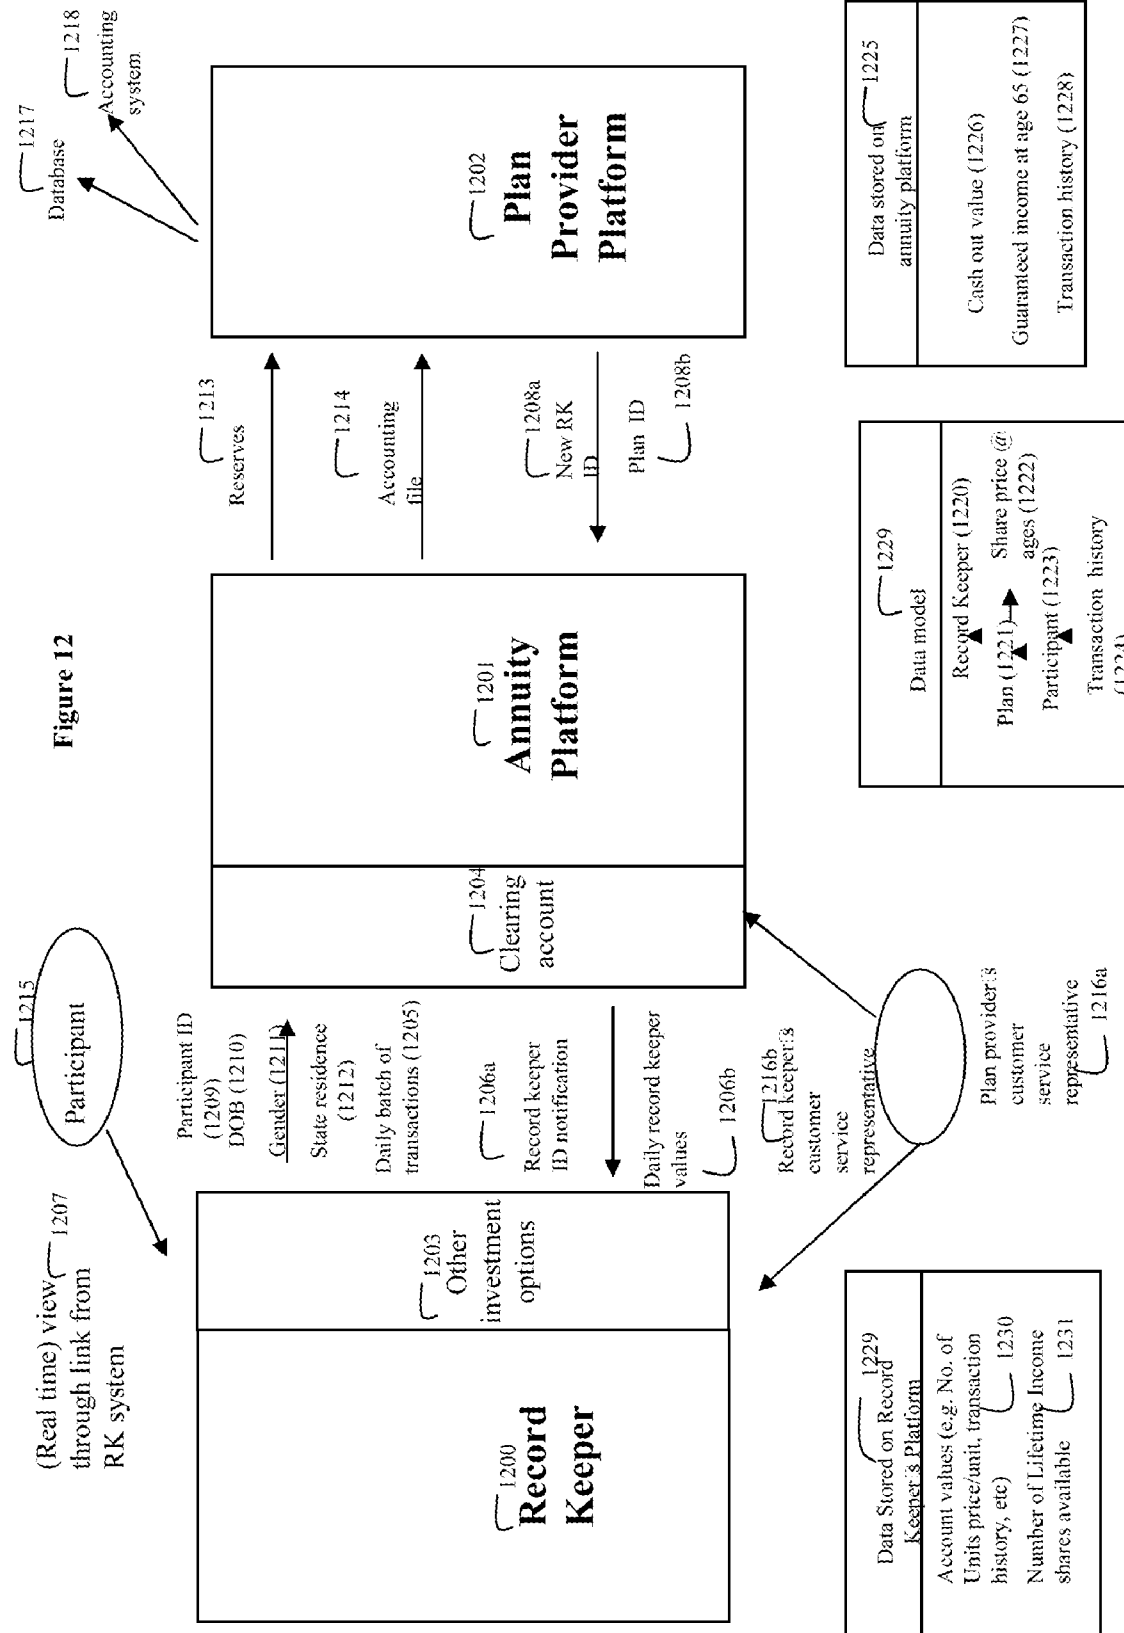 Figure 12
(Real time) view
through link from
RK system
1207
1215
Participant
1217
Database
1218
Accounting
system
1200
Record
Keeper
1203
Other
investment
options
Participant ID
(1209)
DOB (1210)
Gender (1211)
State residence
(1212)
Daily batch of
transactions (1205)
1206a
Record keeper
ID notification
Daily record keeper
values
1206b
1204
Clearing
account
1201
Annuity
Platform
1213
Reserves
1214
Accounting
file
1208a
New RK
ID
Plan ID
1208b
1202
Plan
Provider
Platform
1216b
Record keeper's
customer
service
representative
Plan provider's
customer
service
representative
1216a
1229
Data Stored on Record
Keeper's Platform
Account values (e.g. No. of
Units price/unit, transaction
history, etc)
1230
Number of Lifetime Income
shares available
1231
1229
Data model
Record Keeper (1220)
Plan (1221)
Share price @
ages (1222)
Participant (1223)
Transaction history
(1224)
1225
Data stored on
annuity platform
Cash out value (1226)
Guaranteed income at age 65 (1227)
Transaction history (1228)